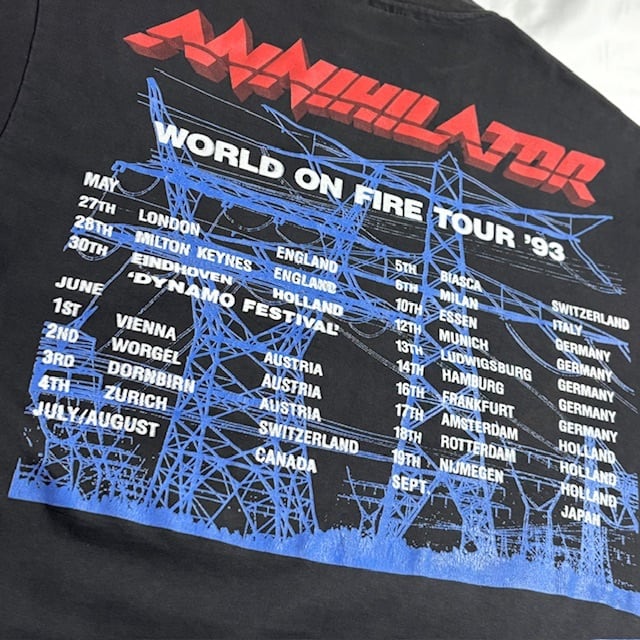 ANNIHILATOR
WORLD ON FIRE TOUR '93
MAY
27TH LONDON ENGLAND
28TH MILTON KEYNES ENGLAND
30TH EINDHOVEN HOLLAND
'DYNAMO FESTIVAL'
JUNE
1ST VIENNA AUSTRIA
2ND WORGEL AUSTRIA
3RD DORNBIRN AUSTRIA
4TH ZURICH SWITZERLAND
JULY/AUGUST CANADA
5TH BIASCA SWITZERLAND
6TH MILAN ITALY
10TH ESSEN GERMANY
12TH MUNICH GERMANY
13TH LUDWIGSBURG GERMANY
14TH HAMBURG GERMANY
16TH FRANKFURT GERMANY
17TH AMSTERDAM HOLLAND
18TH ROTTERDAM HOLLAND
19TH NIJMEGEN HOLLAND
SEPT. JAPAN